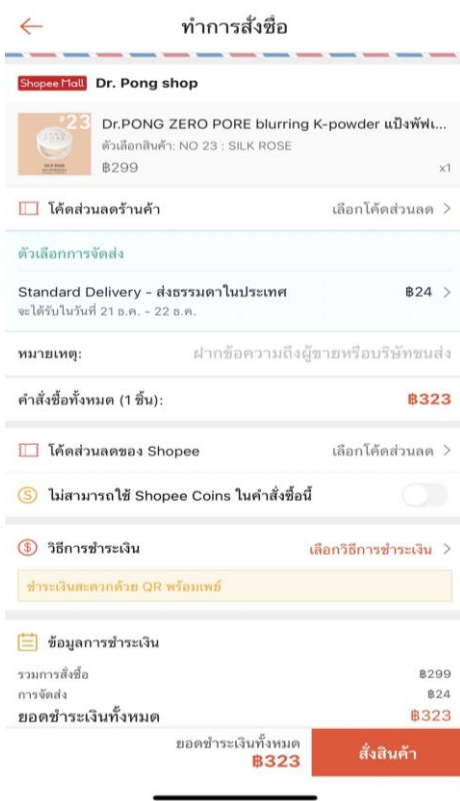 ทำการสั่งซื้อ
Shopee Mall Dr. Pong shop
23
Dr.PONG ZERO PORE blurring K-powder แป้งพัฟเ...
ตัวเลือกสินค้า: NO 23 : SILK ROSE
฿299 x1
โค้ดส่วนลดร้านค้า เลือกโค้ดส่วนลด >
ตัวเลือกการจัดส่ง
Standard Delivery - ส่งธรรมดาในประเทศ ฿24 >
จะได้รับในวันที่ 21 ธ.ค. - 22 ธ.ค.
หมายเหตุ: ฝากข้อความถึงผู้ขายหรือบริษัทขนส่ง
คำสั่งซื้อทั้งหมด (1 ชิ้น): ฿323
โค้ดส่วนลดของ Shopee เลือกโค้ดส่วนลด >
ไม่สามารถใช้ Shopee Coins ในคำสั่งซื้อนี้
วิธีการชำระเงิน เลือกวิธีการชำระเงิน >
ชำระเงินสะดวกด้วย QR พร้อมเพย์
ข้อมูลการชำระเงิน
รวมการสั่งซื้อ ฿299
การจัดส่ง ฿24
ยอดชำระเงินทั้งหมด ฿323
ยอดชำระเงินทั้งหมด
฿323
สั่งสินค้า